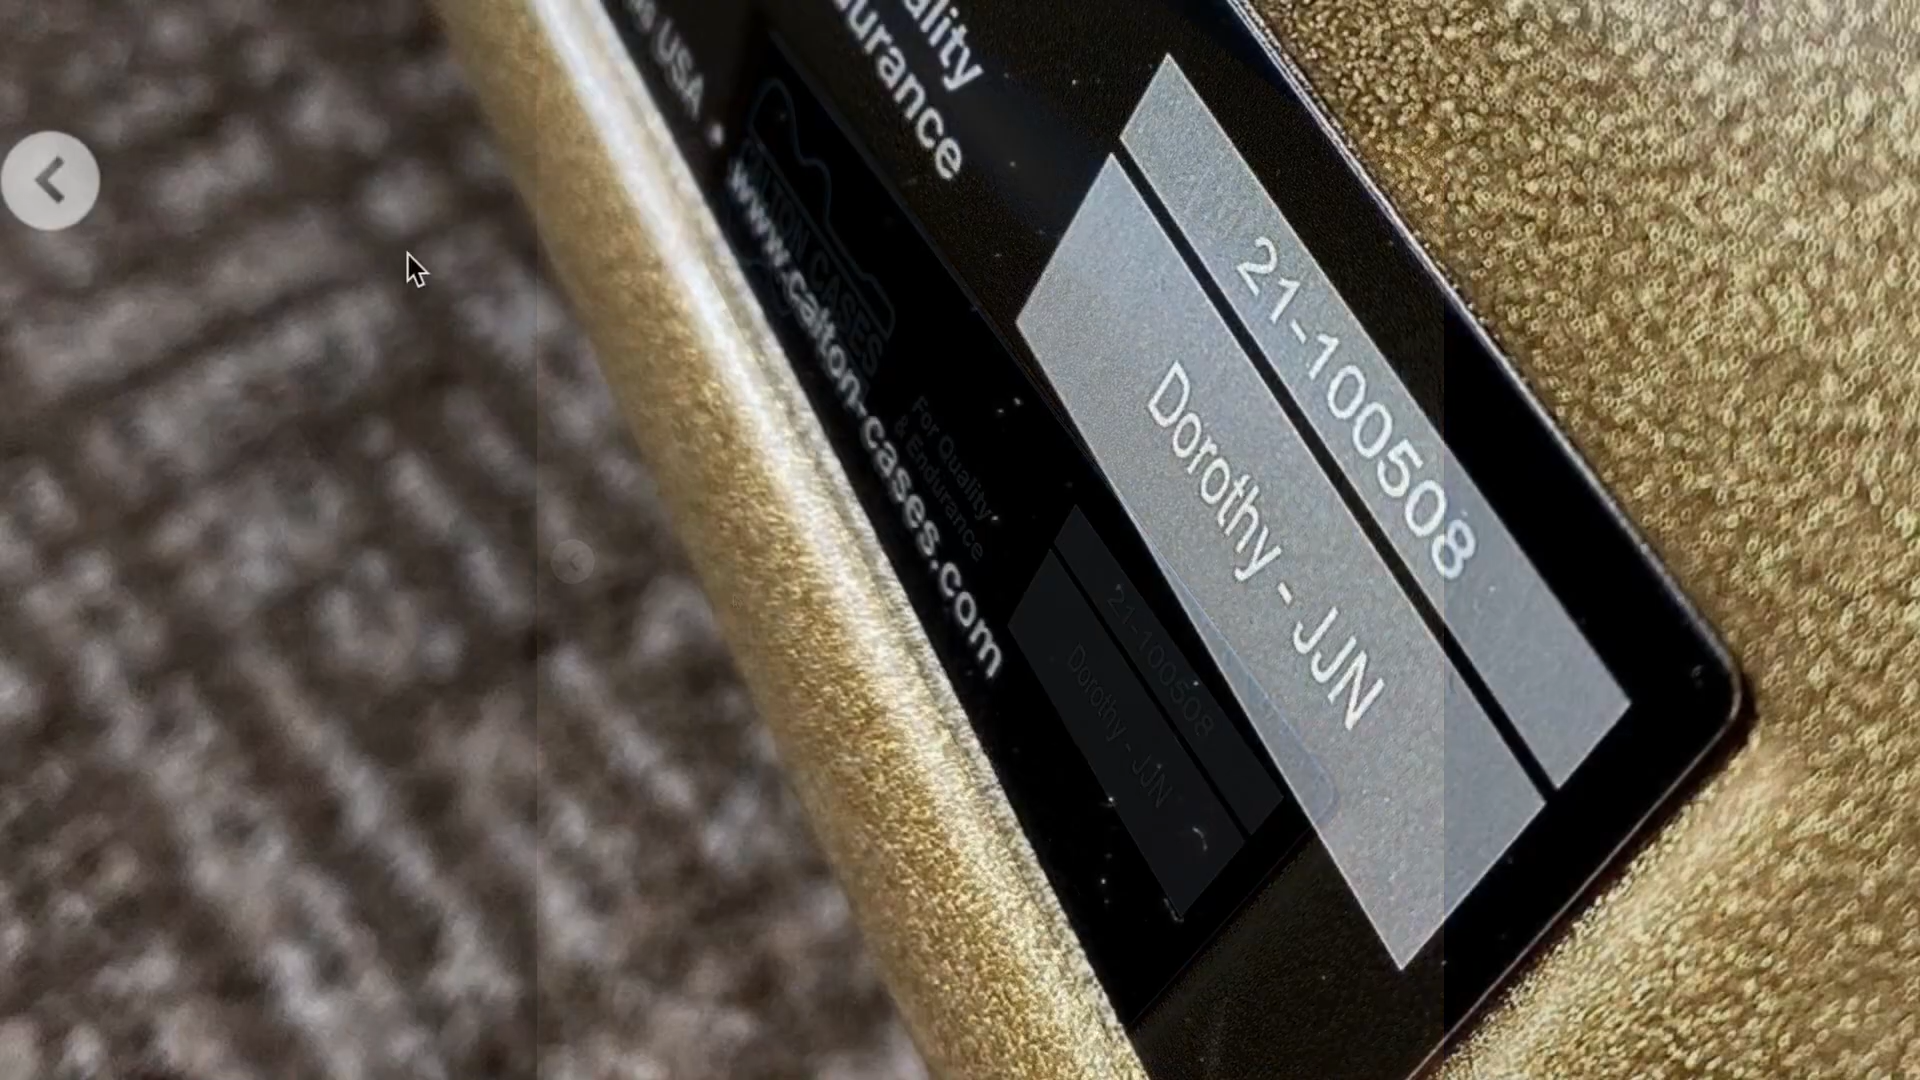 USA •
www.calton-cases.com
ality
urance
21-100508
Dorothy - JJN
CALTON CASES
For Quality
& Endurance
21-100508
Dorothy - JJN